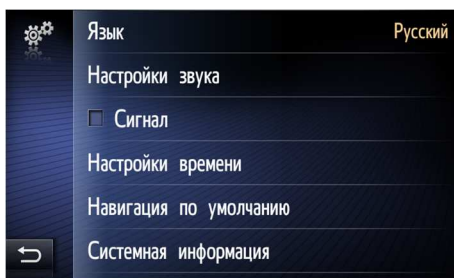 Язык Русский
Настройки звука
Сигнал
Настройки времени
Навигация по умолчанию
Системная информация